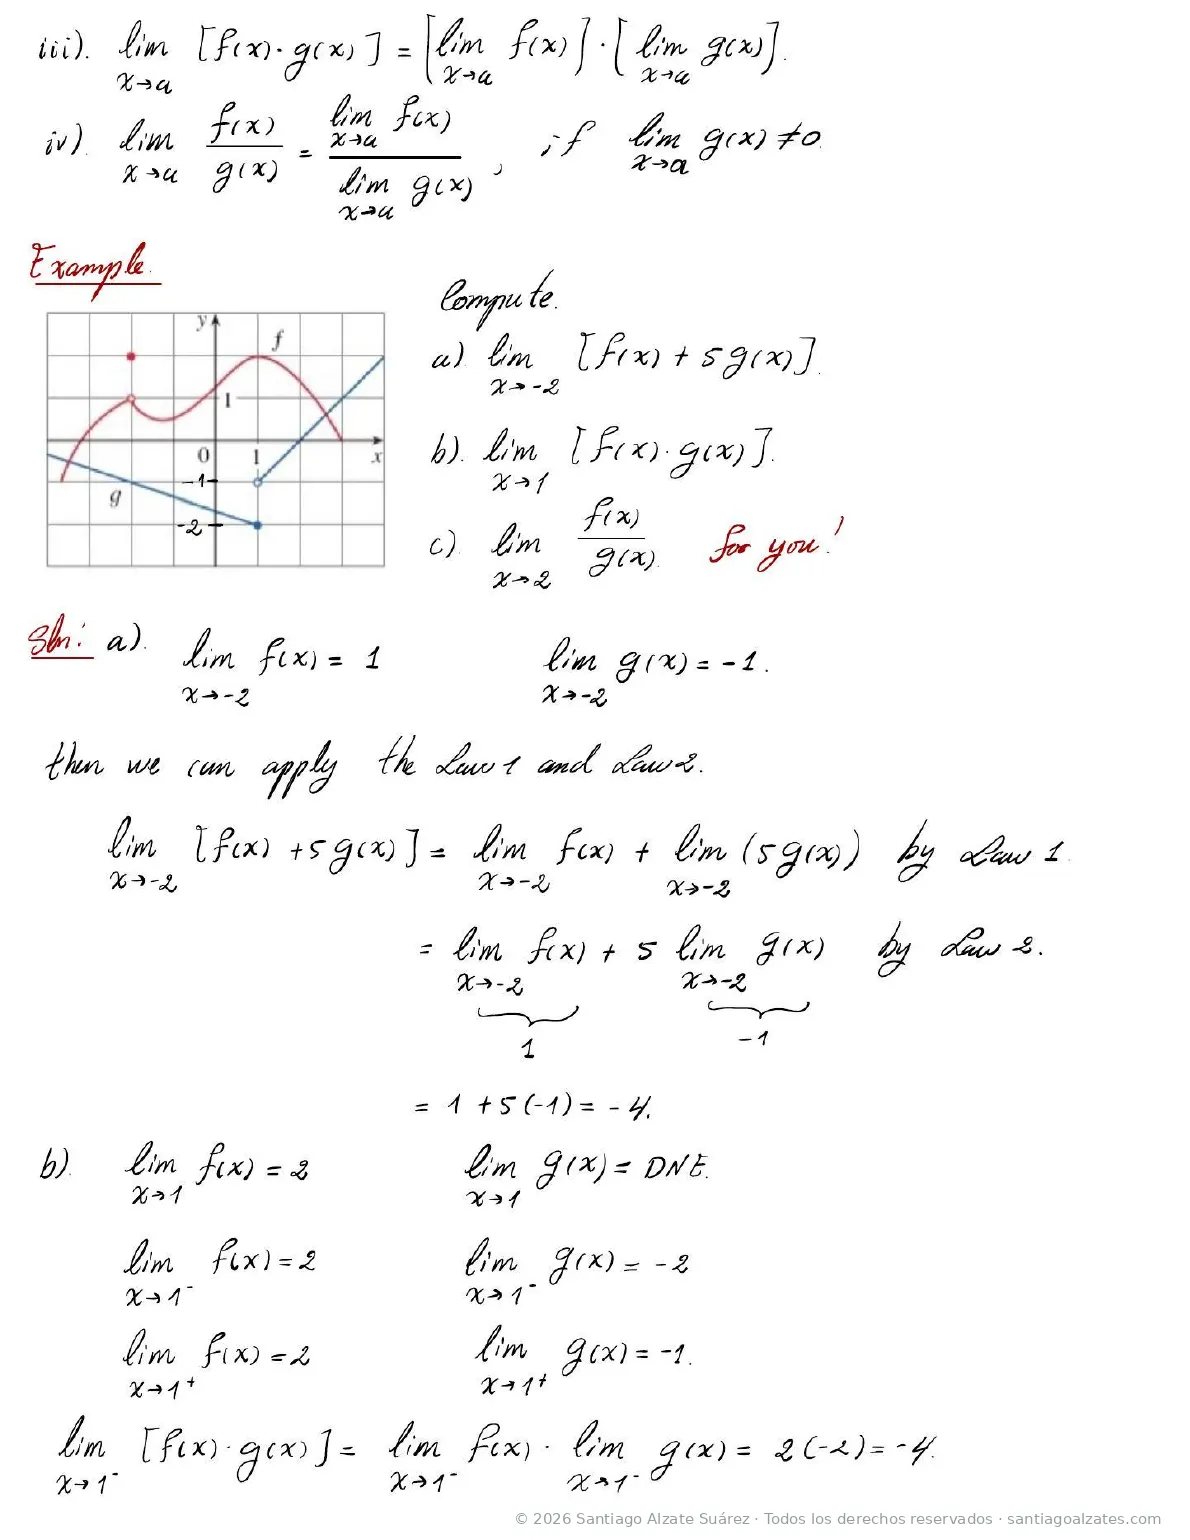 iii). lim x→a [f(x)·g(x)] = [lim x→a f(x)]·[lim x→a g(x)].
iv). lim x→a f(x)/g(x) = lim x→a f(x) / lim x→a g(x), if lim x→a g(x) ≠ 0.
Example.
y f 1 0 1 x -1 g -2
Compute.
a) lim x→-2 [f(x) + 5g(x)].
b). lim x→1 [f(x)·g(x)].
c). lim x→2 f(x)/g(x). for you!
Sln: a). lim x→-2 f(x) = 1 lim x→-2 g(x) = -1.
then we can apply the Law 1 and Law 2.
lim x→-2 [f(x) +5g(x)] = lim x→-2 f(x) + lim x→-2 (5g(x)) by Law 1.
= lim x→-2 f(x) + 5 lim x→-2 g(x) by Law 2.
1 -1
= 1 +5(-1) = -4.
b). lim x→1 f(x) = 2 lim x→1 g(x) = DNE.
lim x→1⁻ f(x) = 2 lim x→1⁻ g(x) = -2
lim x→1⁺ f(x) = 2 lim x→1⁺ g(x) = -1.
lim x→1⁻ [f(x)·g(x)] = lim x→1⁻ f(x) · lim x→1⁻ g(x) = 2(-2) = -4.
© 2026 Santiago Alzate Suárez · Todos los derechos reservados · santiagoalzates.com